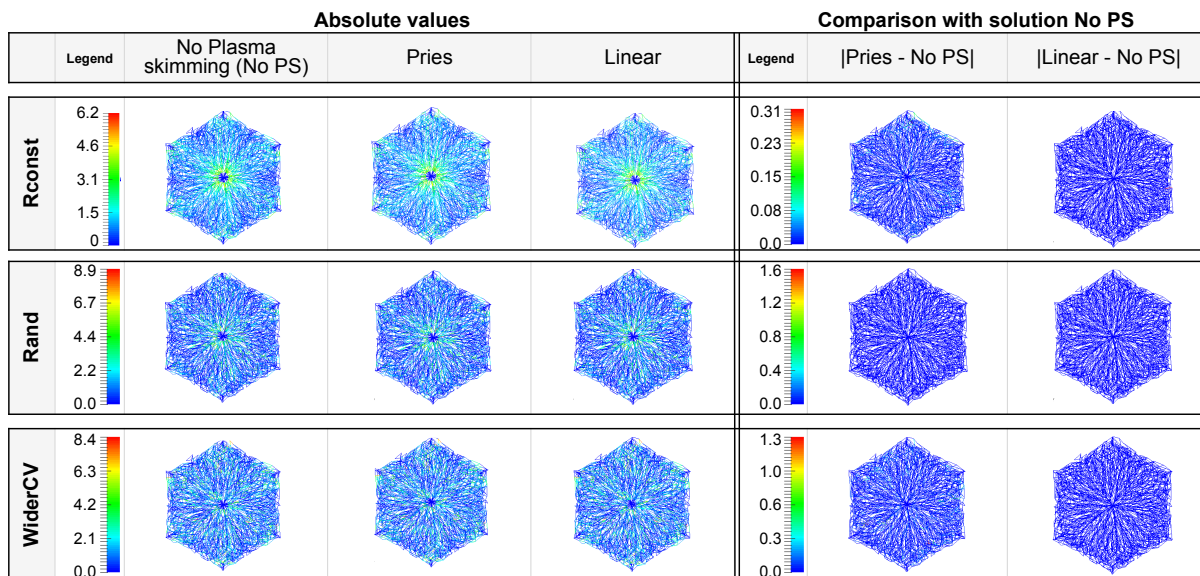 Absolute values
Comparison with solution No PS
Legend
No Plasma
skimming (No PS)
Pries
Linear
Legend
|Pries - No PS|
|Linear - No PS|
Rconst
6.2
4.6
3.1
1.5
0
0.31
0.23
0.15
0.08
0.0
Rand
8.9
6.7
4.4
2.2
0.0
1.6
1.2
0.8
0.4
0.0
WiderCV
8.4
6.3
4.2
2.1
0.0
1.3
1.0
0.6
0.3
0.0